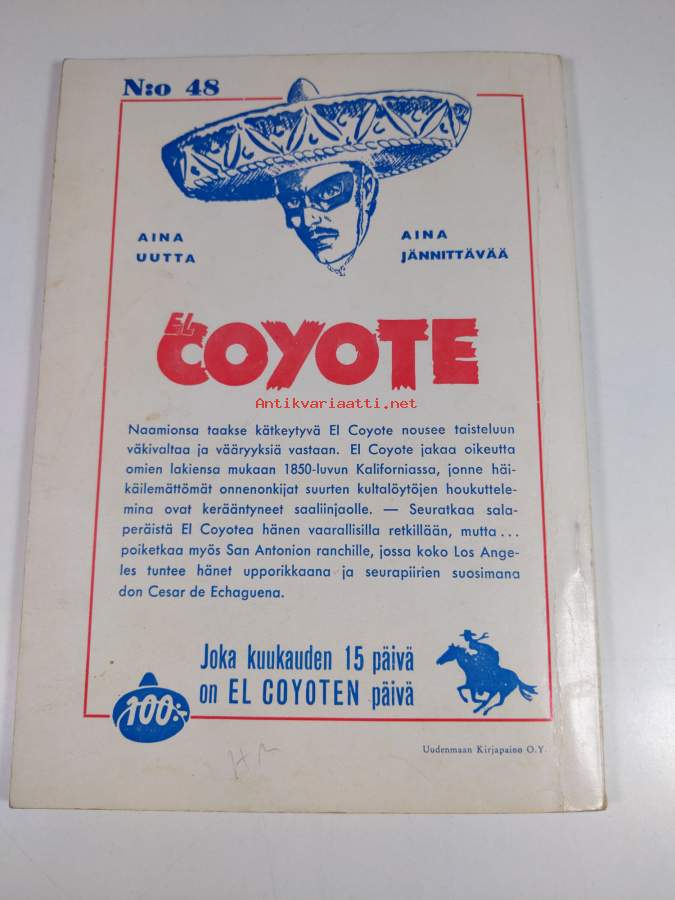 N:o 48
AINA
UUTTA
AINA
JÄNNITTÄVÄÄ
EL
COYOTE
Antikvariaatti.net
Naamionsa taakse kätkeytyvä El Coyote nousee taisteluun
väkivaltaa ja vääryyksiä vastaan. El Coyote jakaa oikeutta
omien lakiensa mukaan 1850-luvun Kaliforniassa, jonne häi-
käilemättömät onnenonkijat suurten kultalöytöjen houkuttele-
mina ovat kerääntyneet saaliinjaolle. — Seuratkaa sala-
peräistä El Coyotea hänen vaarallisilla retkillään, mutta ...
poiketkaa myös San Antonion ranchille, jossa koko Los Ange-
les tuntee hänet upporikkaana ja seurapiirien suosimana
don Cesar de Echaguena.
Joka kuukauden 15 päivä
on EL COYOTEN päivä
100:-
Uudenmaan Kirjapaino O.Y